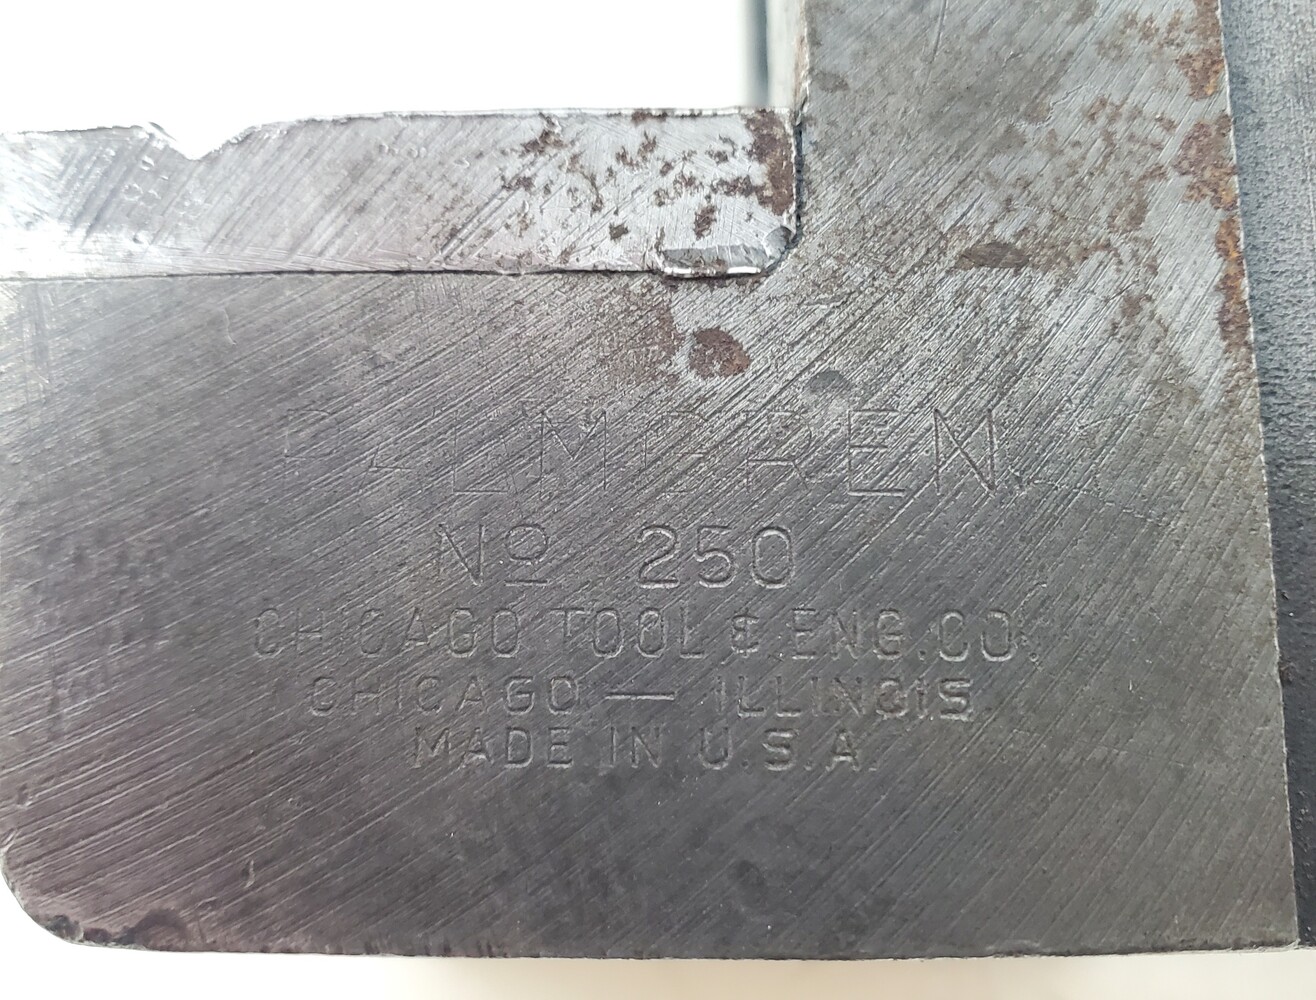 PALMGREN
Nº 250
CHICAGO TOOL & ENG. CO.
CHICAGO — ILLINOIS
MADE IN U.S.A.